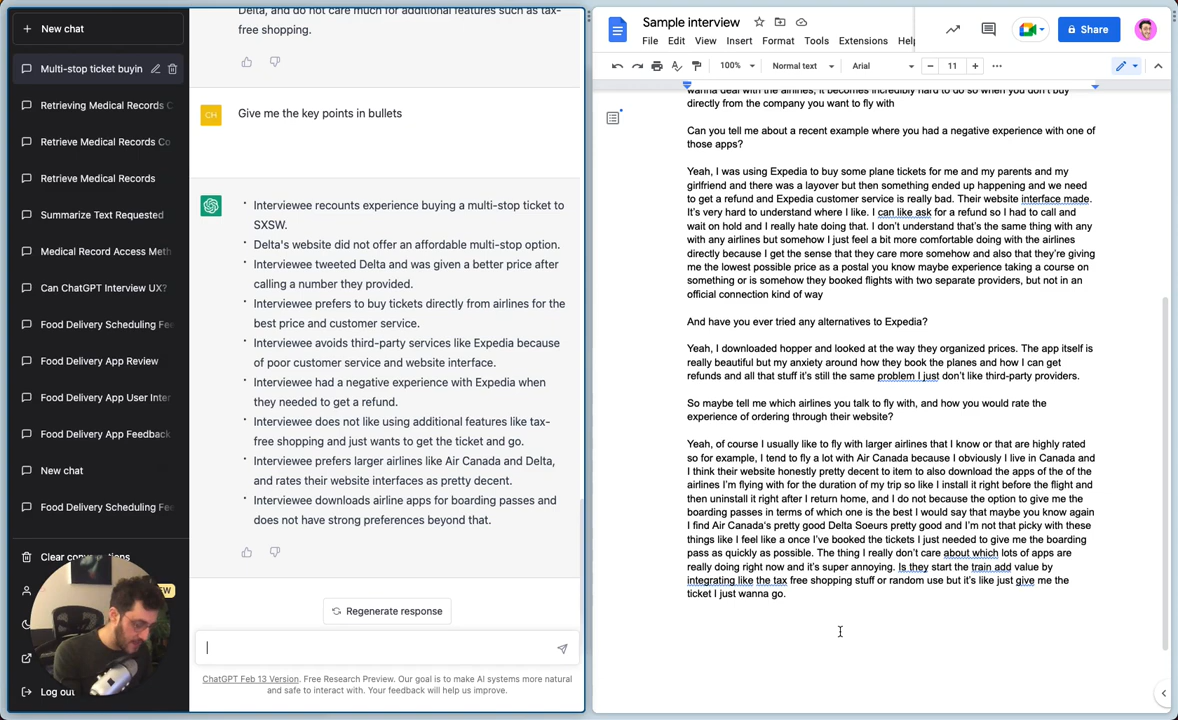 New chat
Multi-stop ticket buyin
Retrieving Medical Records C
Retrieve Medical Records Co
Retrieve Medical Records
Summarize Text Requested
Medical Record Access Meth
Can ChatGPT Interview UX?
Food Delivery Scheduling Fee
Food Delivery App Review
Food Delivery App User Inter
Food Delivery App Feedback
New chat
Food Delivery Scheduling Fee
Clear conversations
NEW
Log out
Delta, and do not care much for additional features such as tax-
free shopping.
CH
Give me the key points in bullets
• Interviewee recounts experience buying a multi-stop ticket to
SXSW.
• Delta's website did not offer an affordable multi-stop option.
• Interviewee tweeted Delta and was given a better price after
calling a number they provided.
• Interviewee prefers to buy tickets directly from airlines for the
best price and customer service.
• Interviewee avoids third-party services like Expedia because
of poor customer service and website interface.
• Interviewee had a negative experience with Expedia when
they needed to get a refund.
• Interviewee does not like using additional features like tax-
free shopping and just wants to get the ticket and go.
• Interviewee prefers larger airlines like Air Canada and Delta,
and rates their website interfaces as pretty decent.
• Interviewee downloads airline apps for boarding passes and
does not have strong preferences beyond that.
Regenerate response
ChatGPT Feb 13 Version. Free Research Preview. Our goal is to make AI systems more natural
and safe to interact with. Your feedback will help us improve.
Sample interview
File Edit View Insert Format Tools Extensions Help
Share
100% Normal text Arial 11
wanna deal with the airlines, it becomes incredibly hard to do so when you don't buy
directly from the company you want to fly with
Can you tell me about a recent example where you had a negative experience with one of
those apps?
Yeah, I was using Expedia to buy some plane tickets for me and my parents and my
girlfriend and there was a layover but then something ended up happening and we need
to get a refund and Expedia customer service is really bad. Their website interface made.
It's very hard to understand where I like. I can like ask for a refund so I had to call and
wait on hold and I really hate doing that. I don't understand that's the same thing with any
with any airlines but somehow I just feel a bit more comfortable doing with the airlines
directly because I get the sense that they care more somehow and also that they're giving
me the lowest possible price as a postal you know maybe experience taking a course on
something or is somehow they booked flights with two separate providers, but not in an
official connection kind of way
And have you ever tried any alternatives to Expedia?
Yeah, I downloaded hopper and looked at the way they organized prices. The app itself is
really beautiful but my anxiety around how they book the planes and how I can get
refunds and all that stuff it's still the same problem I just don't like third-party providers.
So maybe tell me which airlines you talk to fly with, and how you would rate the
experience of ordering through their website?
Yeah, of course I usually like to fly with larger airlines that I know or that are highly rated
so for example, I tend to fly a lot with Air Canada because I obviously I live in Canada and
I think their website honestly pretty decent to item to also download the apps of the of the
airlines I'm flying with for the duration of my trip so like I install it right before the flight and
then uninstall it right after I return home, and I do not because the option to give me the
boarding passes in terms of which one is the best I would say that maybe you know again
I find Air Canada's pretty good Delta Soeurs pretty good and I'm not that picky with these
things like I feel like a once I've booked the tickets I just needed to give me the boarding
pass as quickly as possible. The thing I really don't care about which lots of apps are
really doing right now and it's super annoying. Is they start the train add value by
integrating like the tax free shopping stuff or random use but it's like just give me the
ticket I just wanna go.